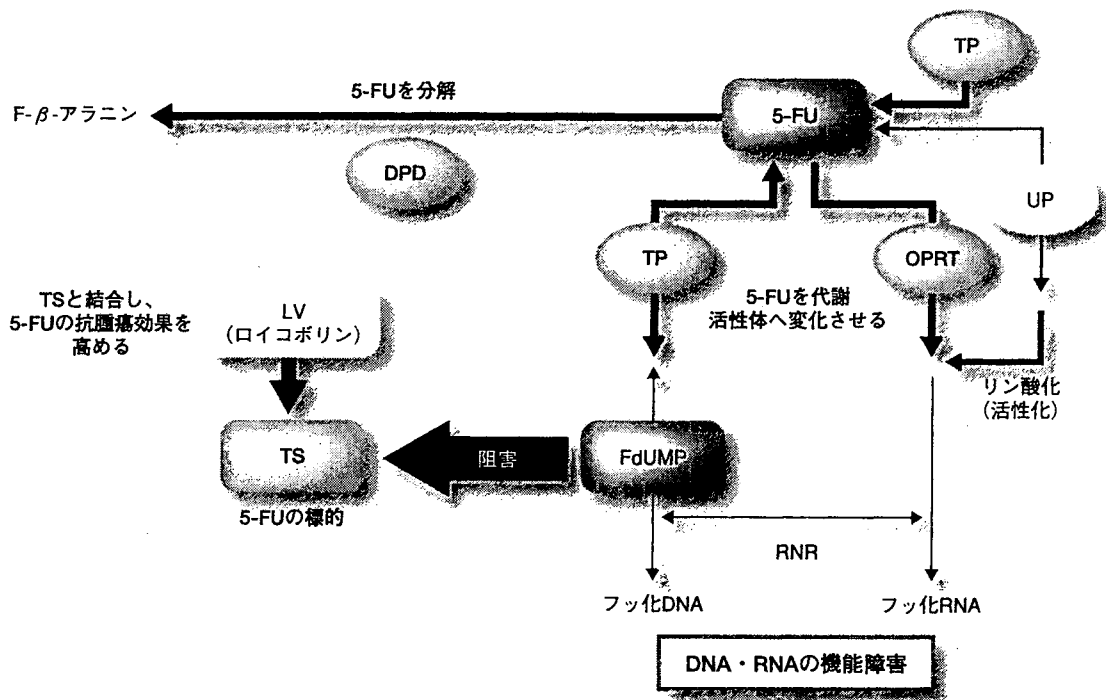 TP
5-FUを分解
5-FU
F-β-アラニン
DPD
UP
TP
OPRT
TSと結合し、
5-FUの抗腫瘍効果を
高める
LV
(ロイコボリン)
5-FUを代謝
活性体へ変化させる
リン酸化
(活性化)
TS
阻害
FdUMP
5-FUの標的
RNR
フッ化DNA
フッ化RNA
DNA・RNAの機能障害